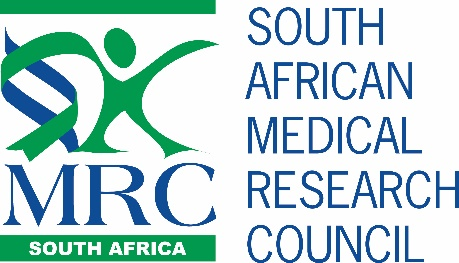 MRC
SOUTH AFRICA
SOUTH
AFRICAN
MEDICAL
RESEARCH
COUNCIL